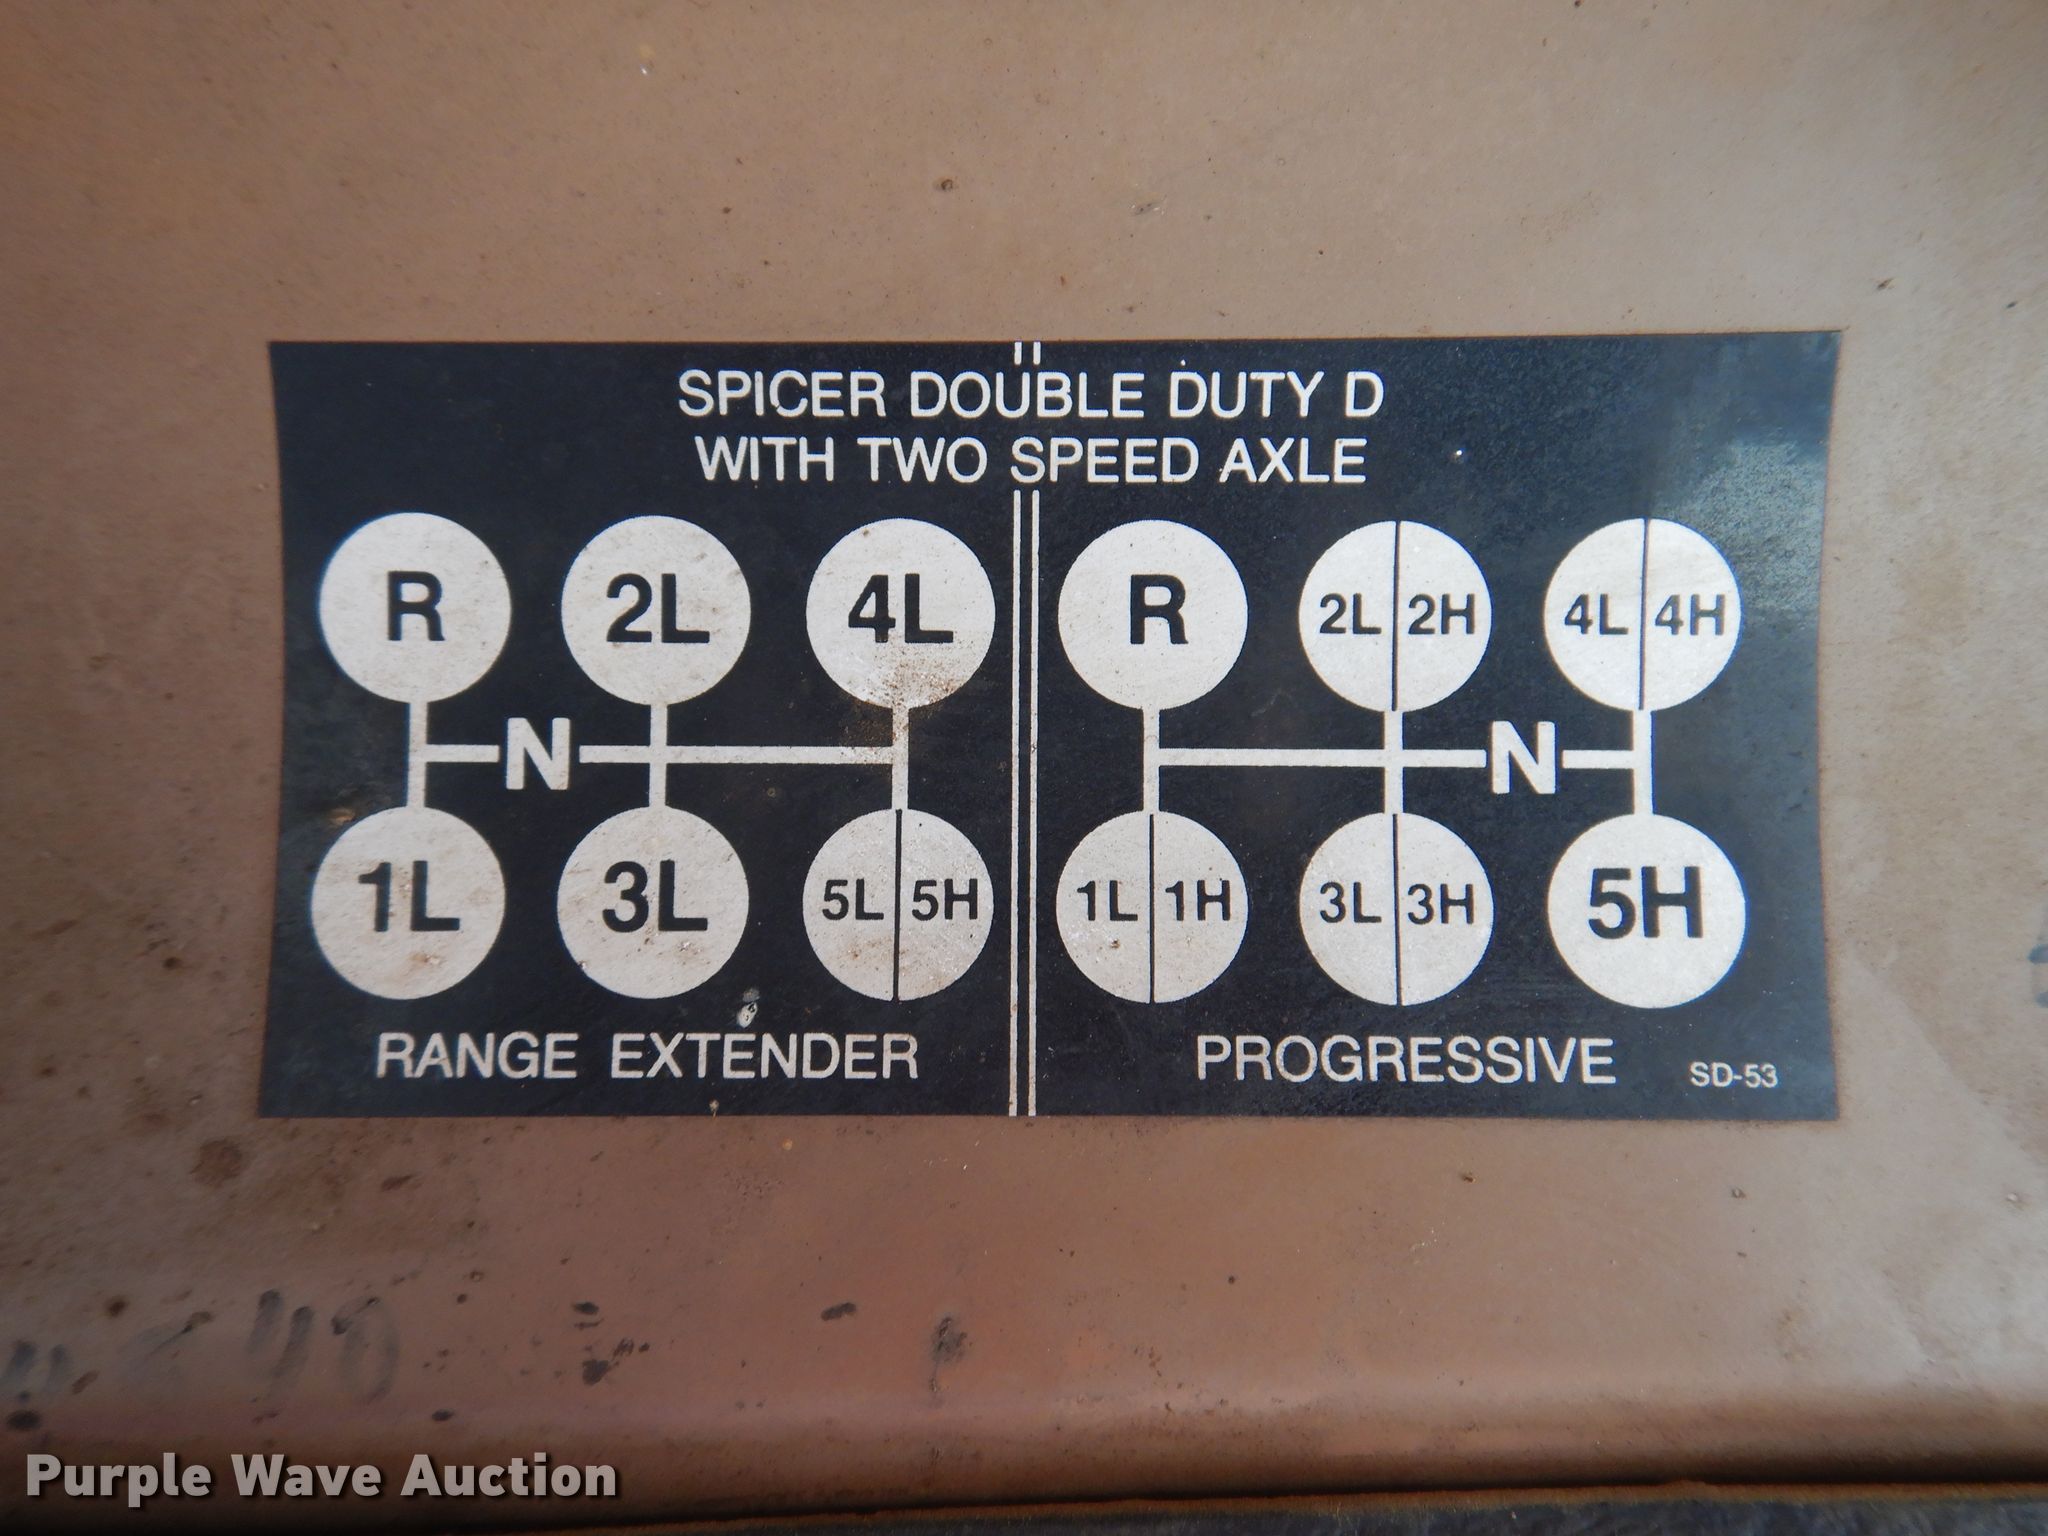 SPICER DOUBLE DUTY D
WITH TWO SPEED AXLE
R 2L 4L
N
1L 3L 5L 5H
RANGE EXTENDER
R 2L 2H 4L 4H
N
1L 1H 3L 3H 5H
PROGRESSIVE
SD-53
Purple Wave Auction